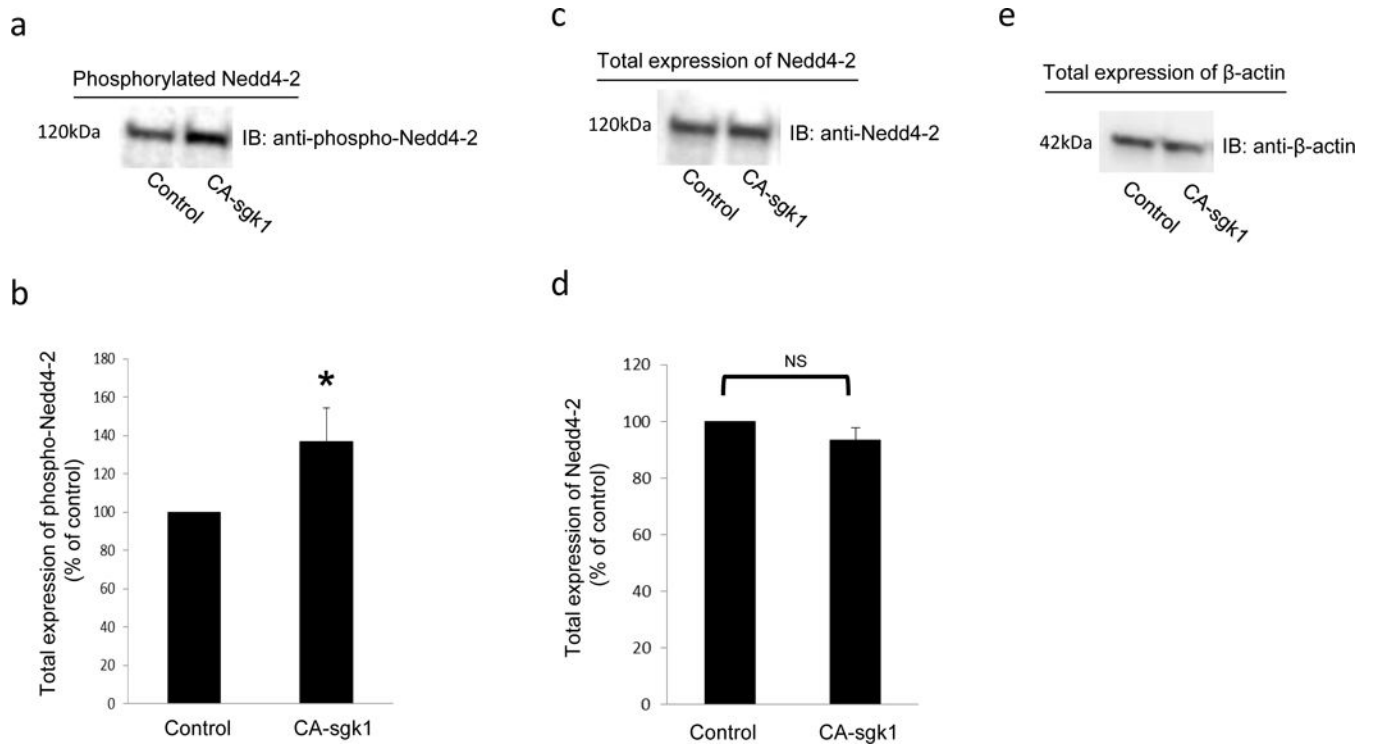 a
Phosphorylated Nedd4-2
120kDa
IB: anti-phospho-Nedd4-2
Control
CA-sgk1
c
Total expression of Nedd4-2
120kDa
IB: anti-Nedd4-2
Control
CA-sgk1
e
Total expression of β-actin
42kDa
IB: anti-β-actin
Control
CA-sgk1
b
Total expression of phospho-Nedd4-2
(% of control)
180
160
140
120
100
80
60
40
20
0
*
Control
CA-sgk1
d
Total expression of Nedd4-2
(% of control)
120
100
80
60
40
20
0
NS
Control
CA-sgk1